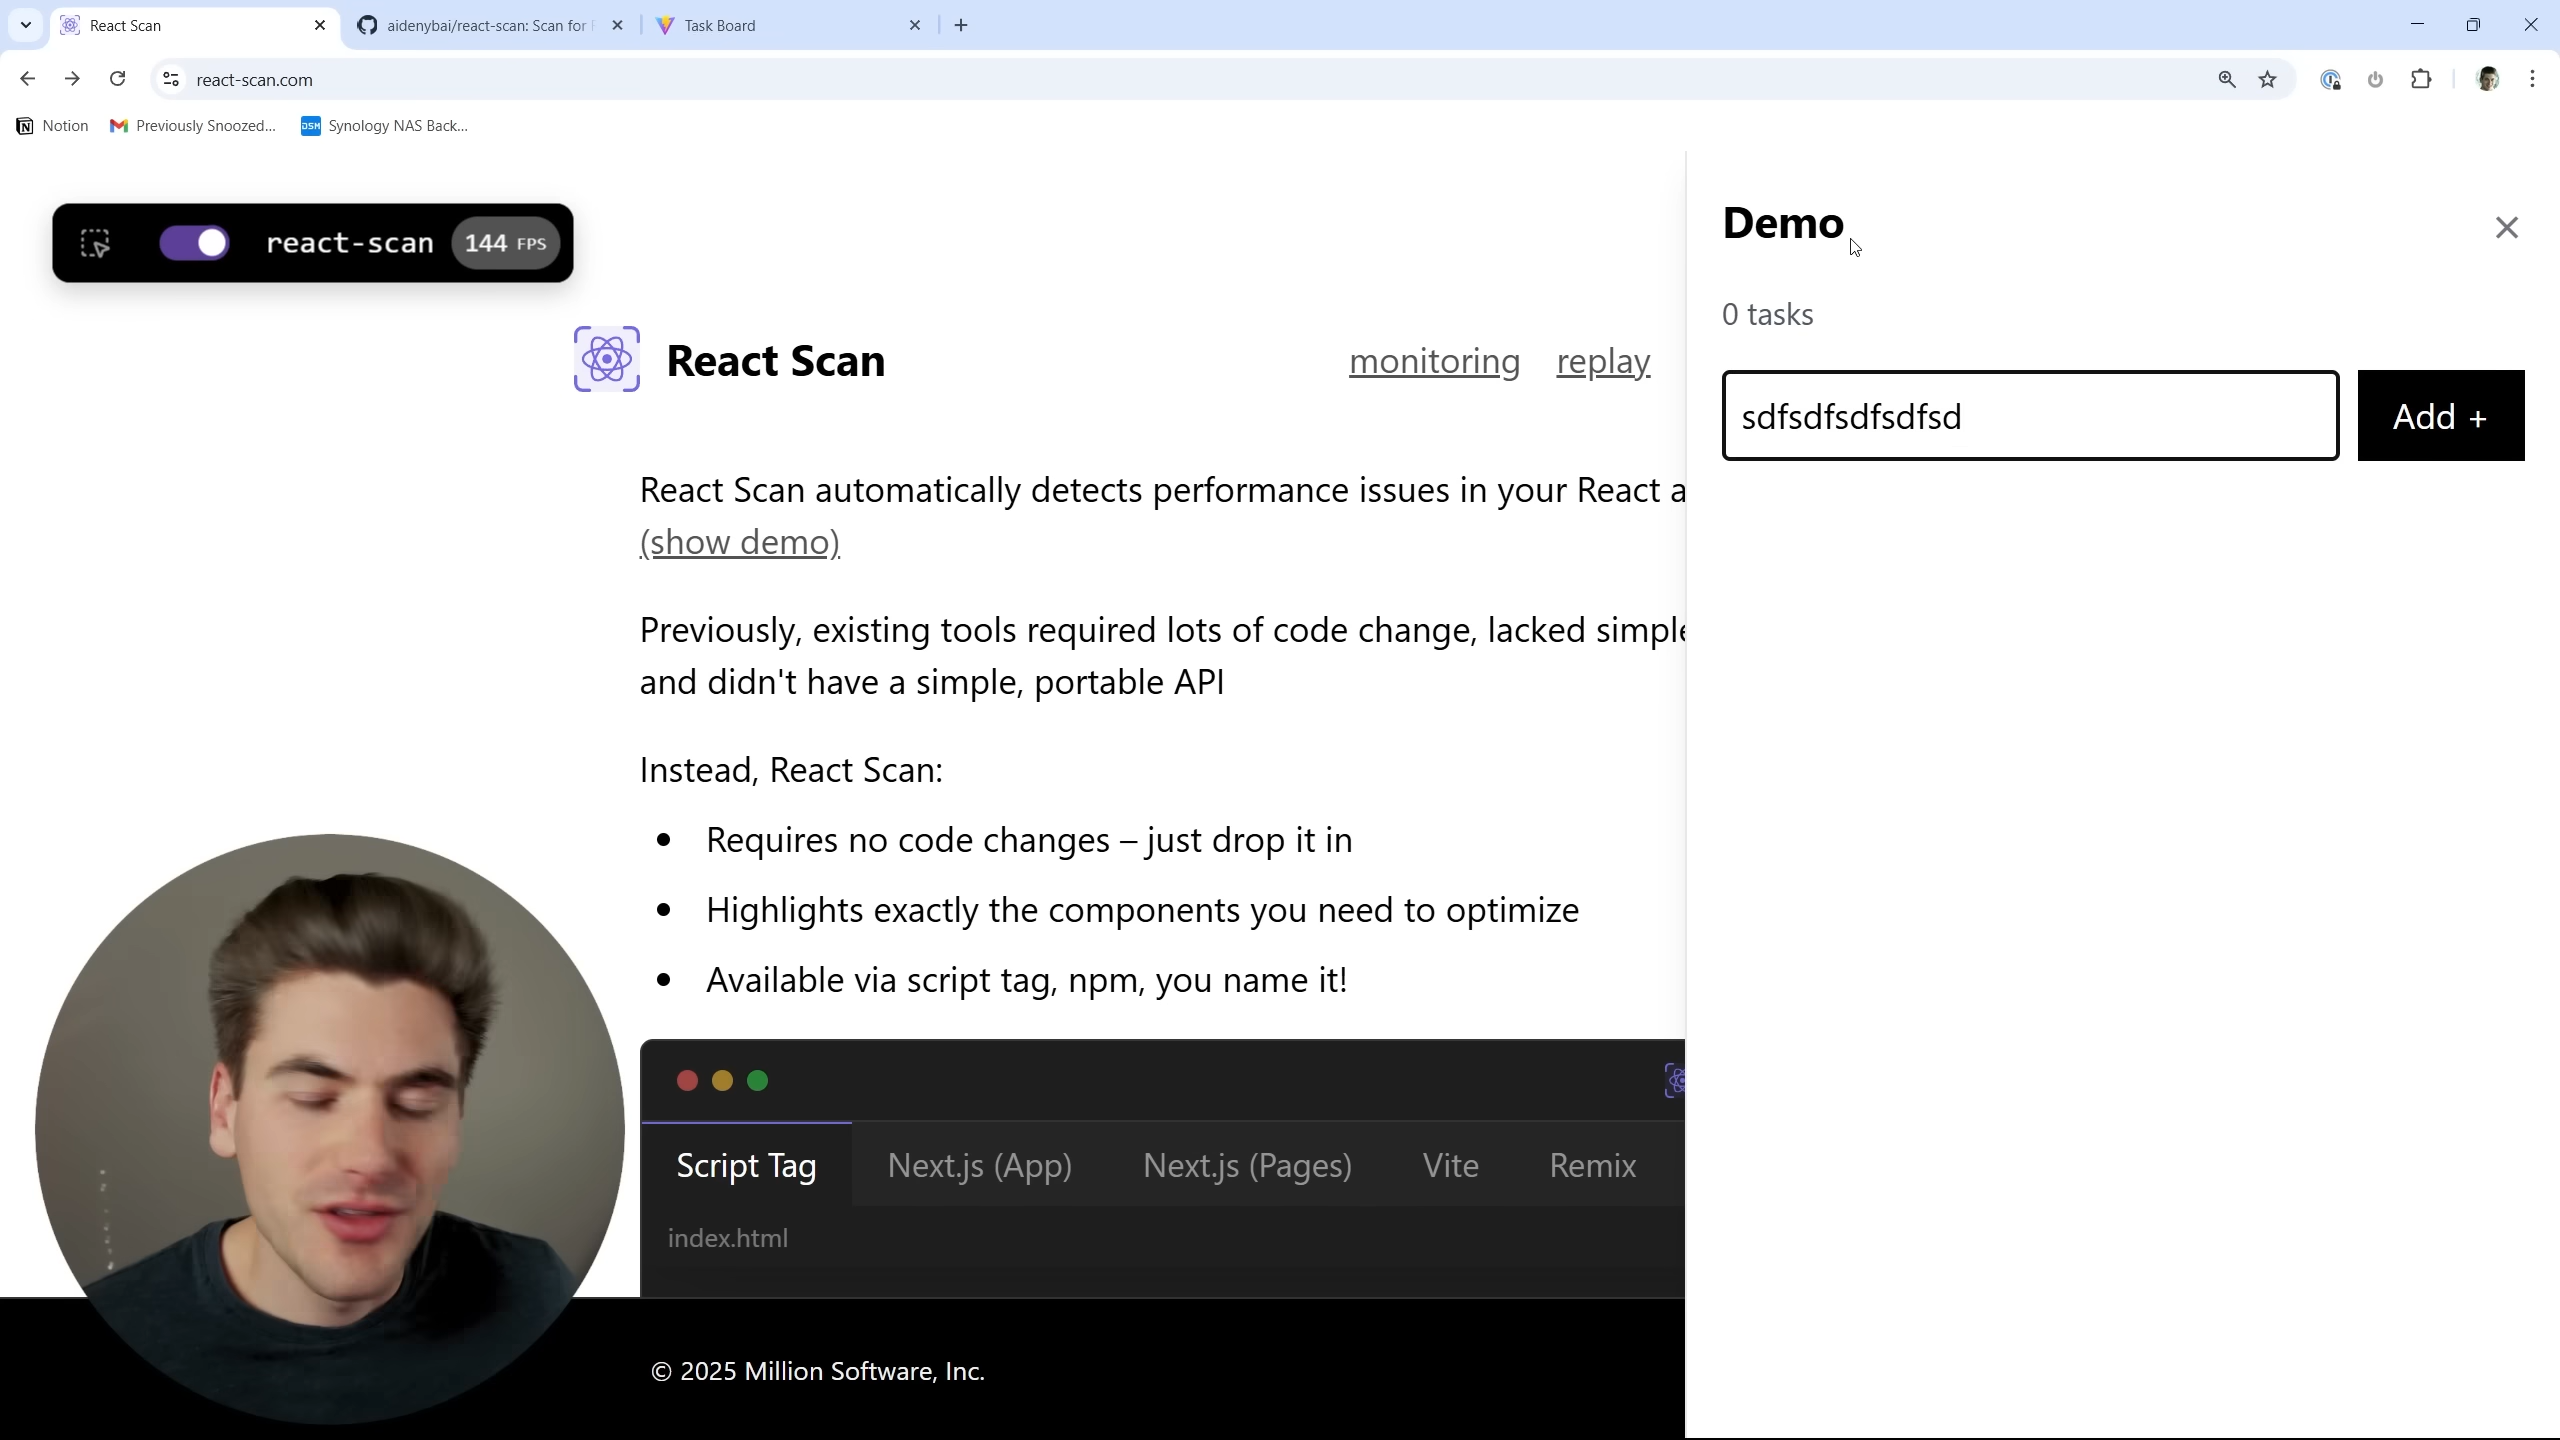 React Scan
aidenybai/react-scan: Scan for
Task Board
react-scan.com
Notion
Previously Snoozed...
DSM
Synology NAS Back...
react-scan
144 FPS
React Scan
monitoring
replay
React Scan automatically detects performance issues in your React a
(show demo)
Previously, existing tools required lots of code change, lacked simple
and didn't have a simple, portable API
Instead, React Scan:
Requires no code changes – just drop it in
Highlights exactly the components you need to optimize
Available via script tag, npm, you name it!
Script Tag
Next.js (App)
Next.js (Pages)
Vite
Remix
index.html
© 2025 Million Software, Inc.
Demo
0 tasks
sdfsdfsdfsdfsd
Add +